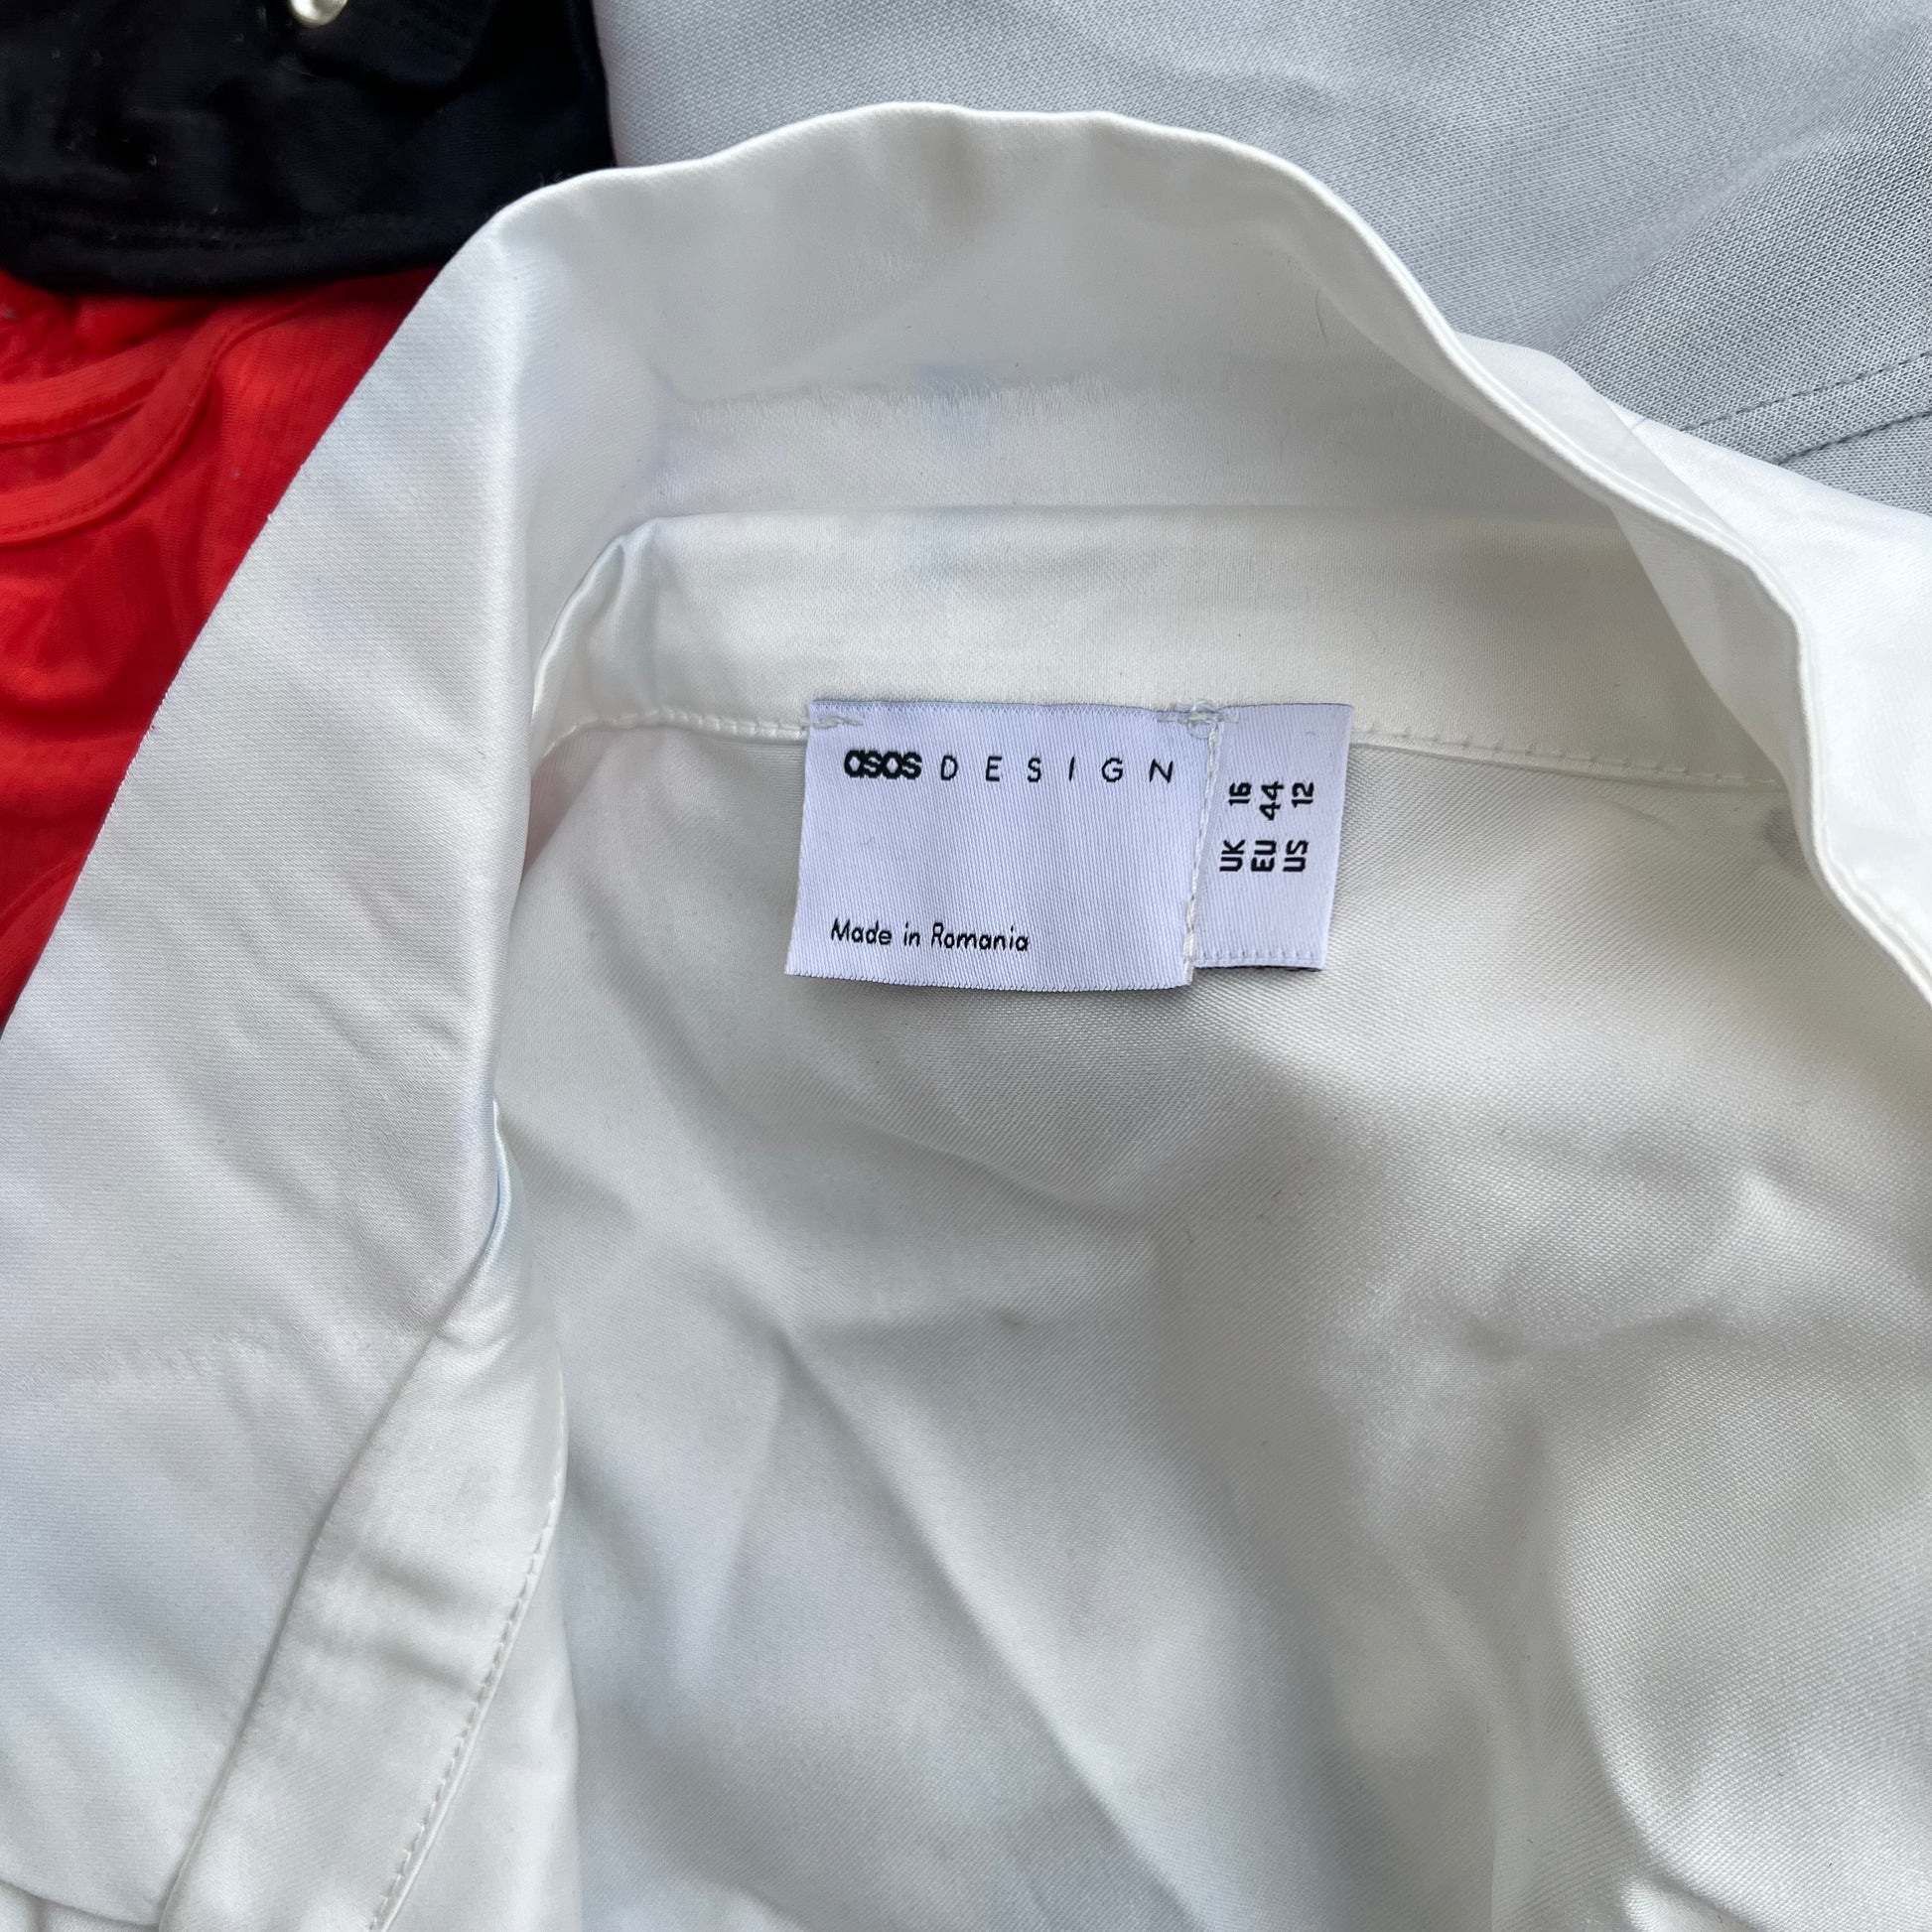 asos DESIGN
Made in Romania
UK 16
EU 44
US 12